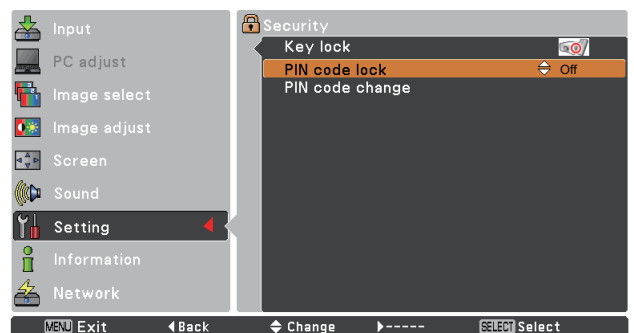 Input
PC adjust
Image select
Image adjust
Screen
Sound
Setting
Information
Network
Security
Key lock
PIN code lock Off
PIN code change
MENU Exit Back Change ----- SELECT Select